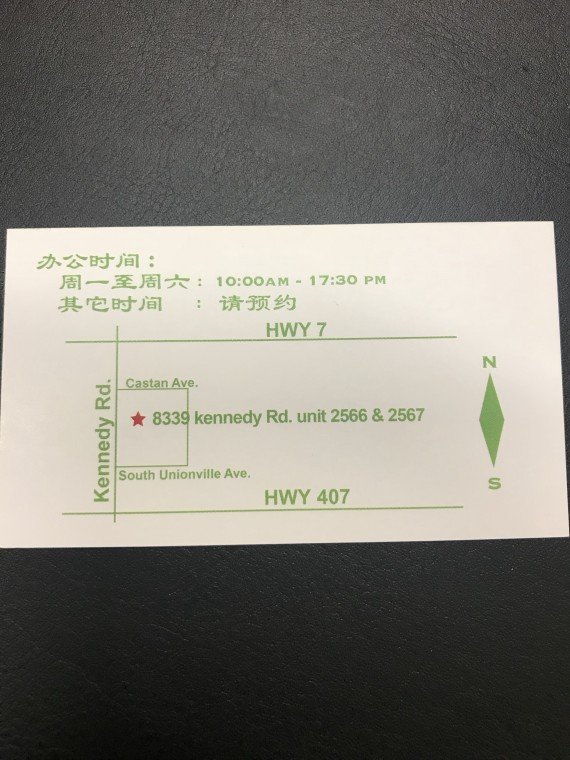 办公时间：
周一至周六：10:00AM - 17:30 PM
其它时间 ：请预约
HWY 7
N
Castan Ave.
Kennedy Rd.
8339 kennedy Rd. unit 2566 & 2567
South Unionville Ave.
S
HWY 407